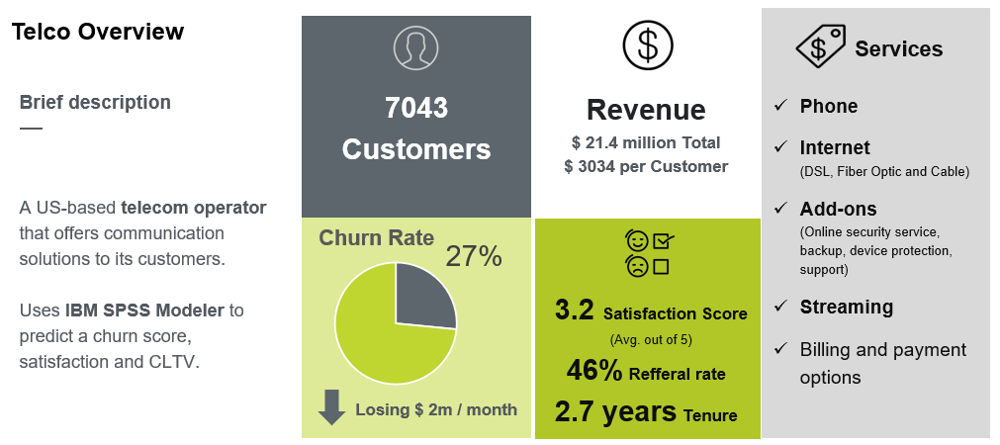 Telco Overview
Brief description
A US-based telecom operator
that offers communication
solutions to its customers.
Uses IBM SPSS Modeler to
predict a churn score,
satisfaction and CLTV.
7043
Customers
$
Revenue
$ 21.4 million Total
$ 3034 per Customer
Churn Rate
27%
Losing $ 2m / month
3.2 Satisfaction Score
(Avg. out of 5)
46% Refferal rate
2.7 years Tenure
$
Services
✓ Phone
✓ Internet
(DSL, Fiber Optic and Cable)
✓ Add-ons
(Online security service,
backup, device protection,
support)
✓ Streaming
✓ Billing and payment
options